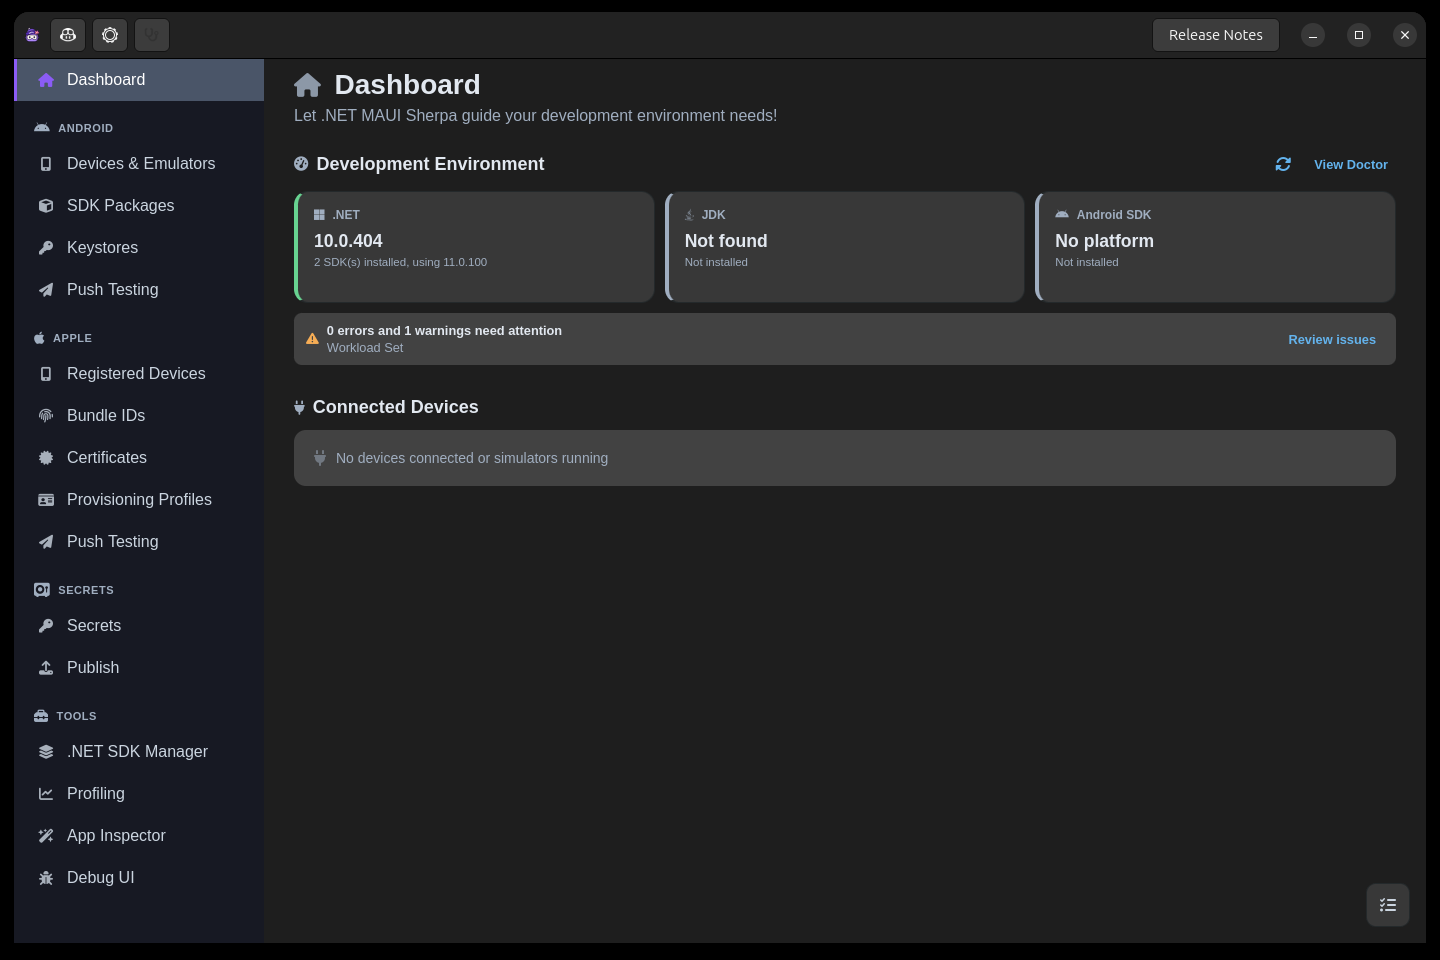 Release Notes
Dashboard
ANDROID
Devices & Emulators
SDK Packages
Keystores
Push Testing
APPLE
Registered Devices
Bundle IDs
Certificates
Provisioning Profiles
Push Testing
SECRETS
Secrets
Publish
TOOLS
.NET SDK Manager
Profiling
App Inspector
Debug UI
Dashboard
Let .NET MAUI Sherpa guide your development environment needs!
Development Environment
View Doctor
.NET
10.0.404
2 SDK(s) installed, using 11.0.100
JDK
Not found
Not installed
Android SDK
No platform
Not installed
0 errors and 1 warnings need attention
Workload Set
Review issues
Connected Devices
No devices connected or simulators running